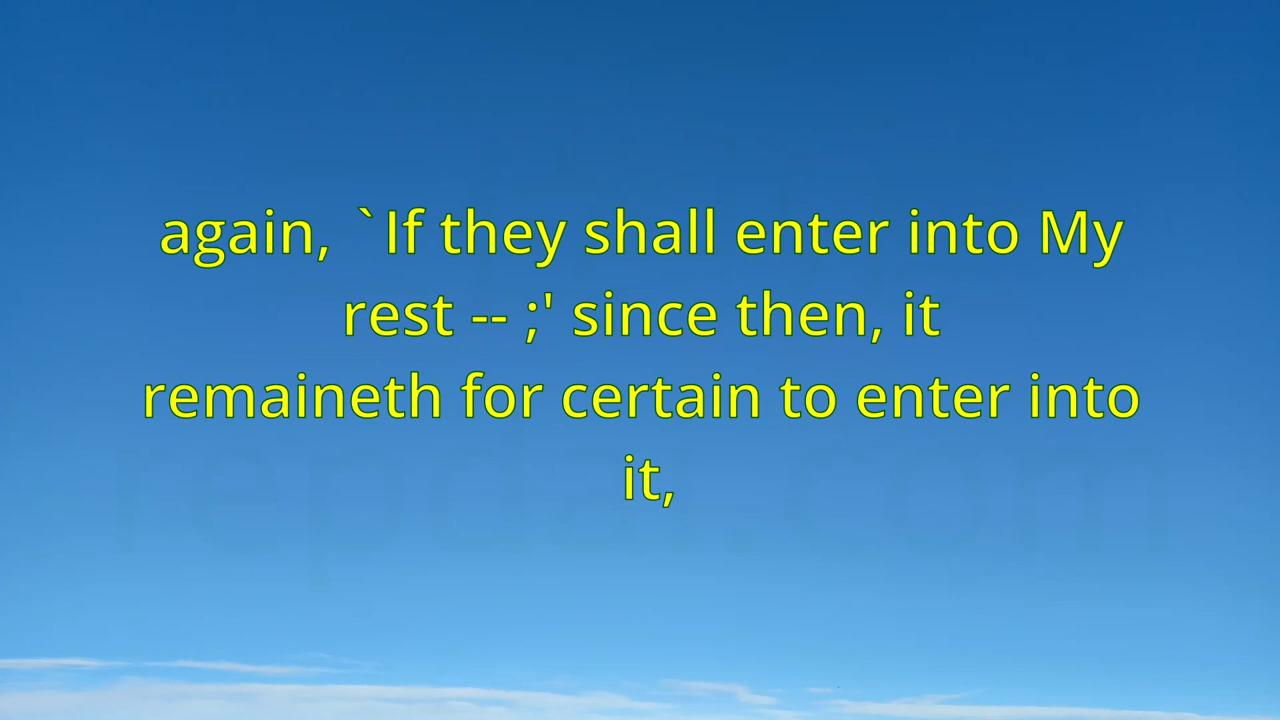 again, `If they shall enter into My
rest -- ;' since then, it
remaineth for certain to enter into
it,